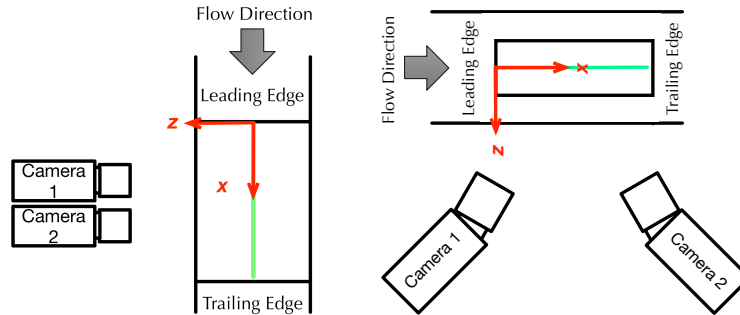 Flow Direction
Leading Edge
z
x
Camera
1
Camera
2
Trailing Edge
Flow Direction
Leading Edge
x
Trailing Edge
z
Camera 1
Camera 2